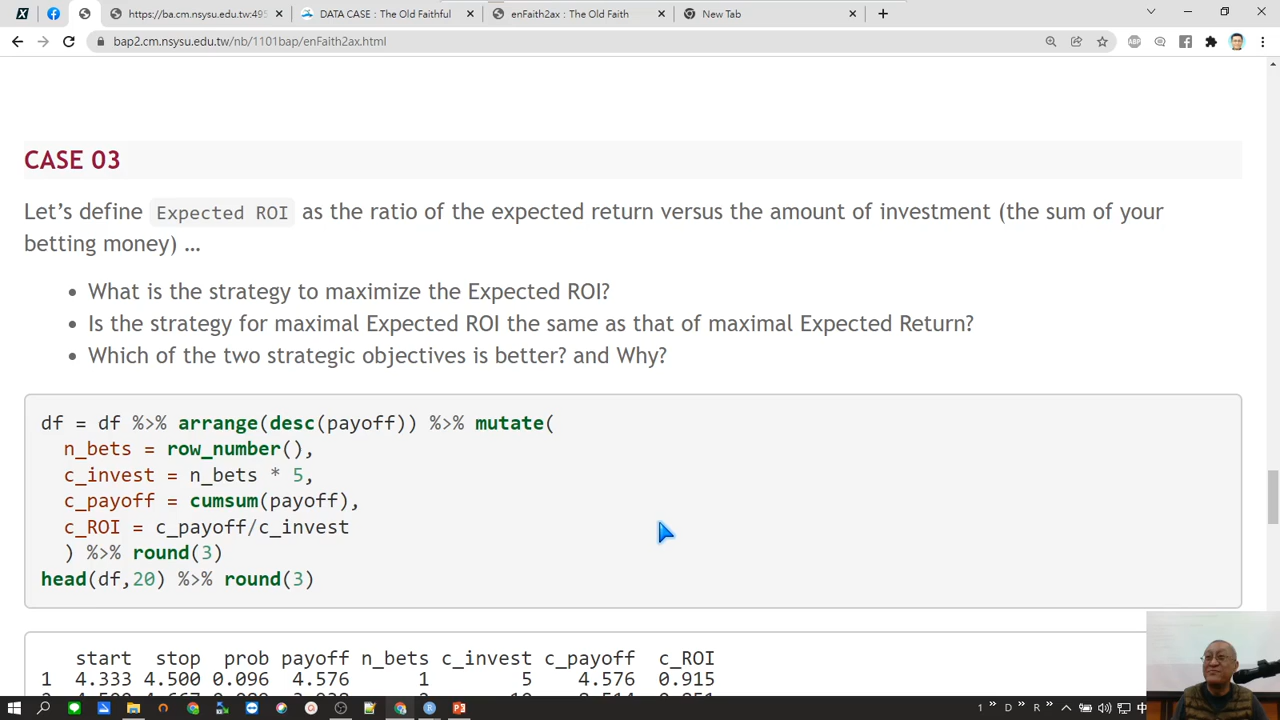 https://ba.cm.nsysu.edu.tw:495
DATA CASE : The Old Faithful
enFaith2ax : The Old Faith
New Tab
bap2.cm.nsysu.edu.tw/nb/1101bap/enFaith2ax.html
CASE 03
Let's define Expected ROI as the ratio of the expected return versus the amount of investment (the sum of your
betting money) ...
• What is the strategy to maximize the Expected ROI?
• Is the strategy for maximal Expected ROI the same as that of maximal Expected Return?
• Which of the two strategic objectives is better? and Why?
df = df %>% arrange(desc(payoff)) %>% mutate(
n_bets = row_number(),
c_invest = n_bets * 5,
c_payoff = cumsum(payoff),
c_ROI = c_payoff/c_invest
) %>% round(3)
head(df,20) %>% round(3)
start stop prob payoff n_bets c_invest c_payoff c_ROI
1 4.333 4.500 0.096 4.576 1 5 4.576 0.915